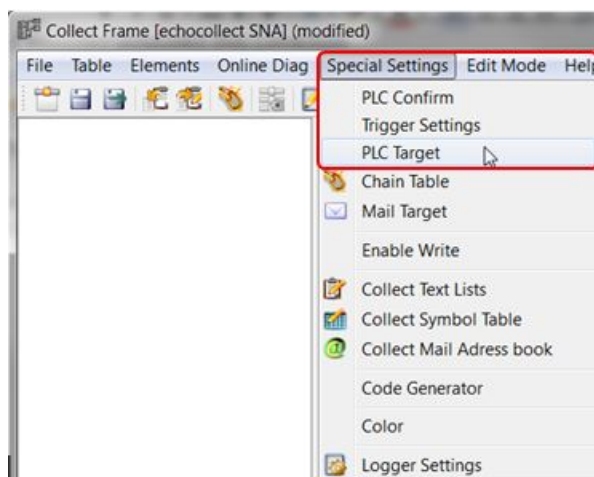 Collect Frame [echocollect SNA] (modified)
File Table Elements Online Diag Special Settings Edit Mode Help
PLC Confirm
Trigger Settings
PLC Target
Chain Table
Mail Target
Enable Write
Collect Text Lists
Collect Symbol Table
Collect Mail Adress book
Code Generator
Color
Logger Settings